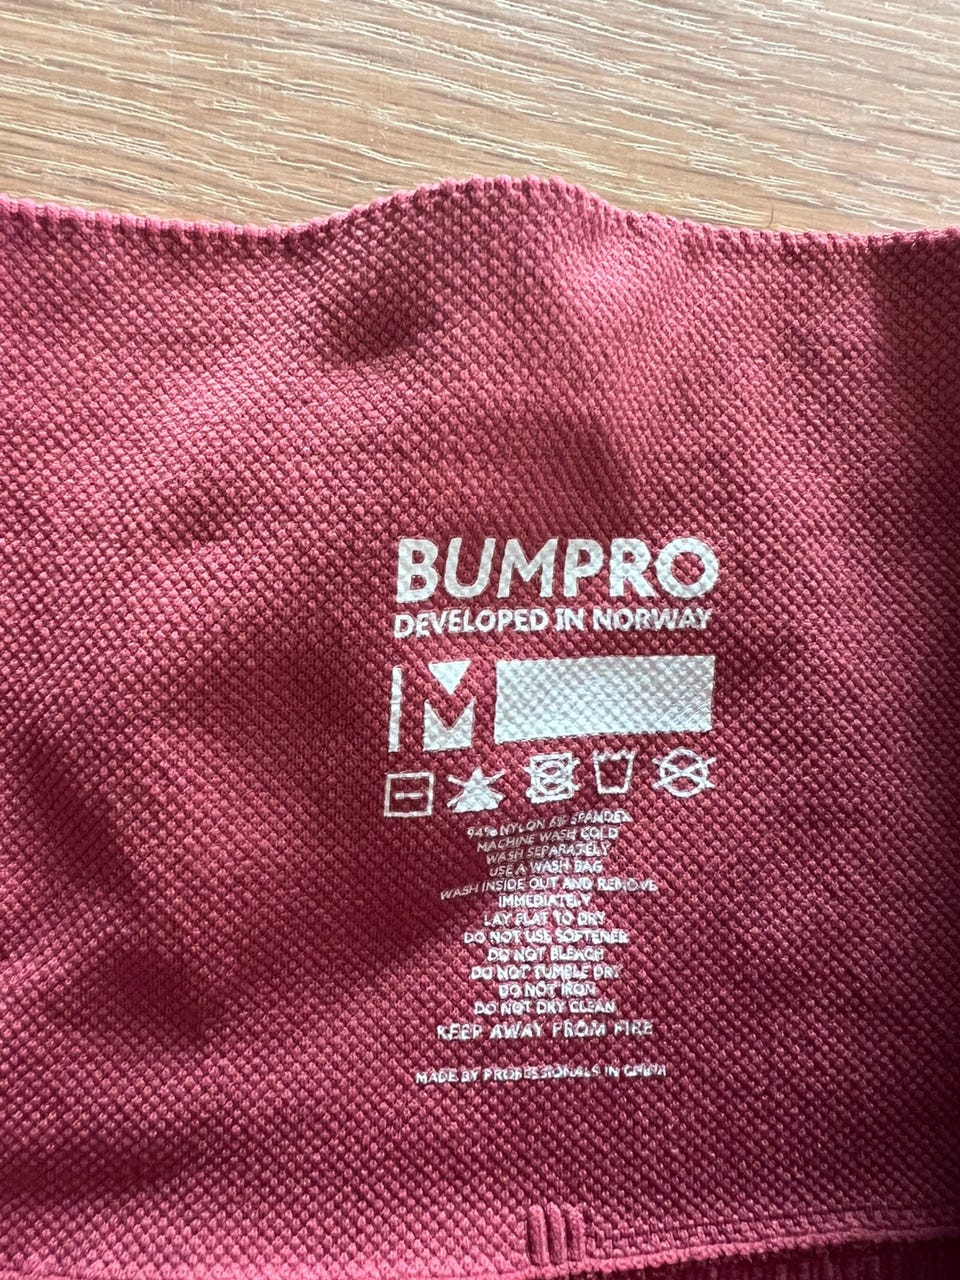 BUMPRO
DEVELOPED IN NORWAY
M
94% NYLON 6% SPANDEX
MACHINE WASH COLD
WASH SEPARATELY
USE A WASH BAG
WASH INSIDE OUT AND REMOVE
IMMEDIATELY
LAY FLAT TO DRY
DO NOT USE SOFTENER
DO NOT BLEACH
DO NOT TUMBLE DRY
DO NOT IRON
DO NOT DRY CLEAN
KEEP AWAY FROM FIRE
MADE BY PROFESSIONALS IN CHINA